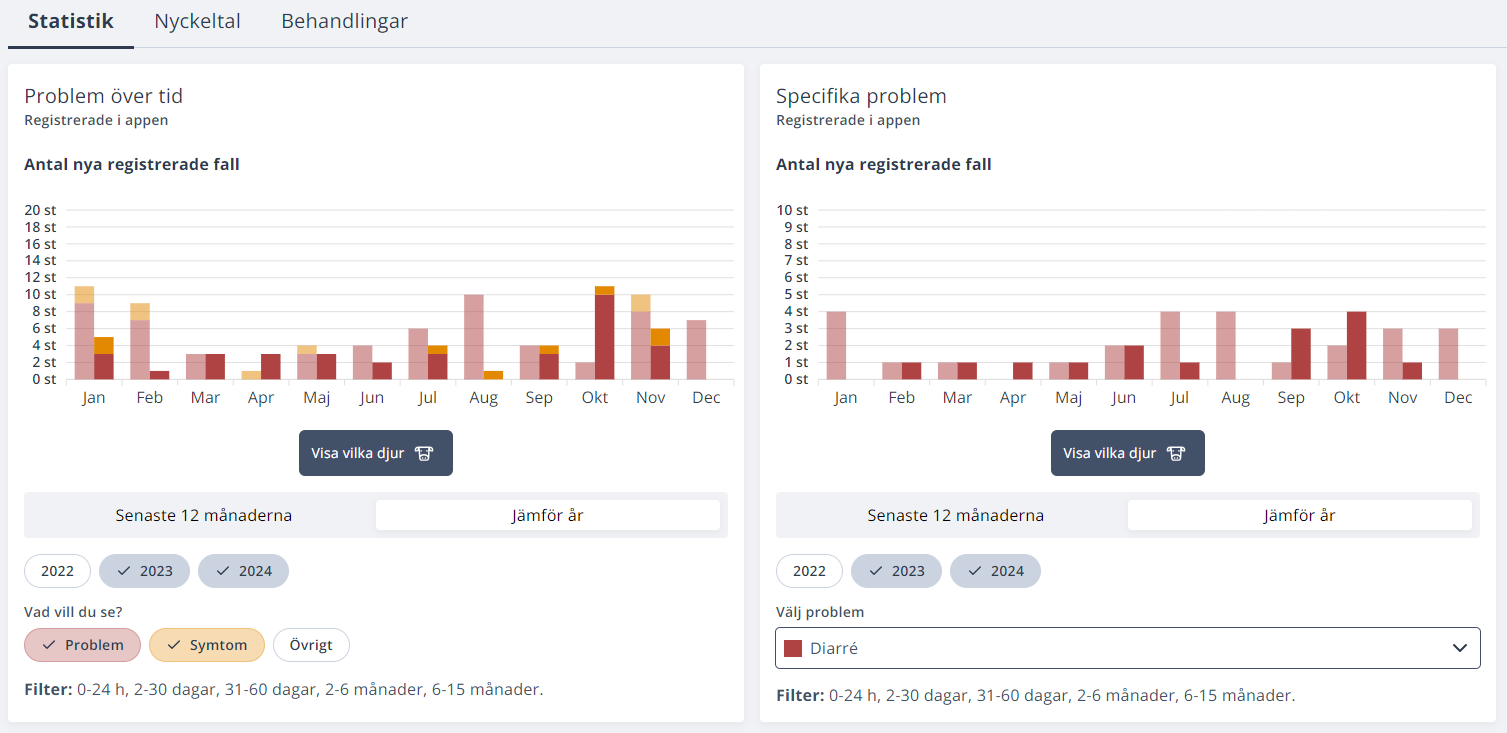 Statistik Nyckeltal Behandlingar
Problem över tid
Registrerade i appen
Antal nya registrerade fall
20 st
18 st
16 st
14 st
12 st
10 st
8 st
6 st
4 st
2 st
0 st
Jan Feb Mar Apr Maj Jun Jul Aug Sep Okt Nov Dec
Visa vilka djur
Senaste 12 månaderna Jämför år
2022 2023 2024
Vad vill du se?
Problem Symtom Övrigt
Filter: 0-24 h, 2-30 dagar, 31-60 dagar, 2-6 månader, 6-15 månader.
Specifika problem
Registrerade i appen
Antal nya registrerade fall
10 st
9 st
8 st
7 st
6 st
5 st
4 st
3 st
2 st
1 st
0 st
Jan Feb Mar Apr Maj Jun Jul Aug Sep Okt Nov Dec
Visa vilka djur
Senaste 12 månaderna Jämför år
2022 2023 2024
Välj problem
Diarré
Filter: 0-24 h, 2-30 dagar, 31-60 dagar, 2-6 månader, 6-15 månader.